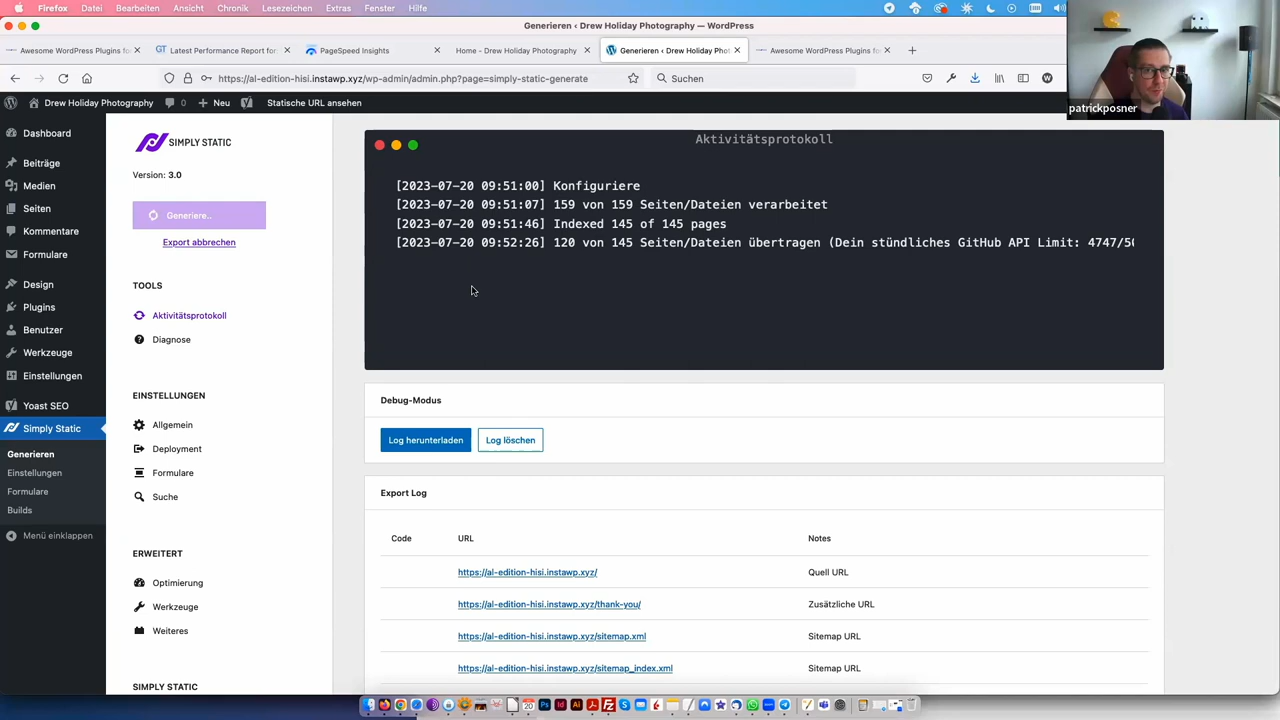 Firefox Ablage Bearbeiten Darstellung Chronik Lesezeichen Extras Fenster Hilfe
Generieren ‹ Drew Holiday Photography — WordPress
Awesome WordPress Plugins fo
Latest Performance Report for:
PageSpeed Insights
Home - Drew Holiday Photography
Generieren ‹ Drew Holiday Phot
Awesome WordPress Plugins for
https://al-edition-hisi.instawp.xyz/wp-admin/admin.php?page=simply-static-generate
Suchen
patrickposner
Drew Holiday Photography 0 Neu Statische URL ansehen
Dashboard
Beiträge
Medien
Seiten
Kommentare
Formulare
Design
Plugins
Benutzer
Werkzeuge
Einstellungen
Yoast SEO
Simply Static
Generieren
Einstellungen
Formulare
Builds
Menü einklappen
SIMPLY STATIC
Version: 3.0
Generiere..
Export abbrechen
TOOLS
Aktivitätsprotokoll
Diagnose
EINSTELLUNGEN
Allgemein
Deployment
Formulare
Suche
ERWEITERT
Optimierung
Werkzeuge
Weiteres
SIMPLY STATIC
Aktivitätsprotokoll
[2023-07-20 09:51:00] Konfiguriere
[2023-07-20 09:51:07] 159 von 159 Seiten/Dateien verarbeitet
[2023-07-20 09:51:46] Indexed 145 of 145 pages
[2023-07-20 09:52:26] 120 von 145 Seiten/Dateien übertragen (Dein stündliches GitHub API Limit: 4747/50
Debug-Modus
Log herunterladen Log löschen
Export Log
Code URL Notes
https://al-edition-hisi.instawp.xyz/ Quell URL
https://al-edition-hisi.instawp.xyz/thank-you/ Zusätzliche URL
https://al-edition-hisi.instawp.xyz/sitemap.xml Sitemap URL
https://al-edition-hisi.instawp.xyz/sitemap_index.xml Sitemap URL